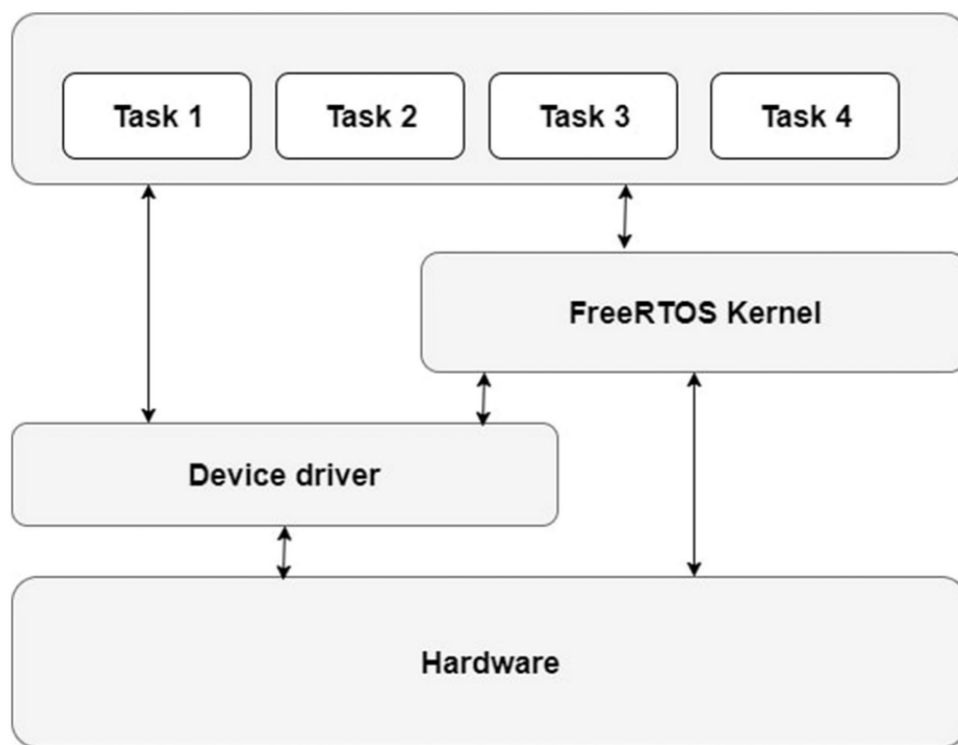 Task 1
Task 2
Task 3
Task 4
FreeRTOS Kernel
Device driver
Hardware